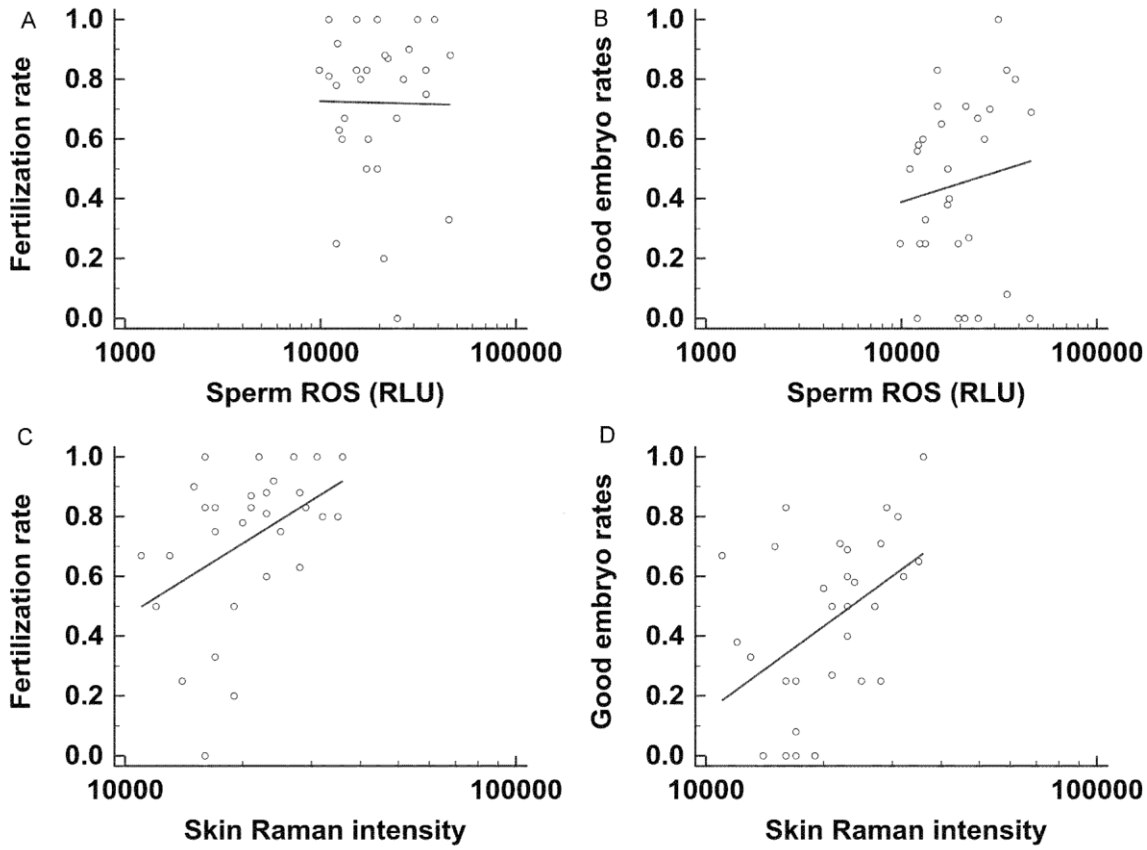 A
Fertilization rate
1.0
0.8
0.6
0.4
0.2
0.0
1000 10000 100000
Sperm ROS (RLU)
B
Good embryo rates
1.0
0.8
0.6
0.4
0.2
0.0
1000 10000 100000
Sperm ROS (RLU)
C
Fertilization rate
1.0
0.8
0.6
0.4
0.2
0.0
10000 100000
Skin Raman intensity
D
Good embryo rates
1.0
0.8
0.6
0.4
0.2
0.0
10000 100000
Skin Raman intensity